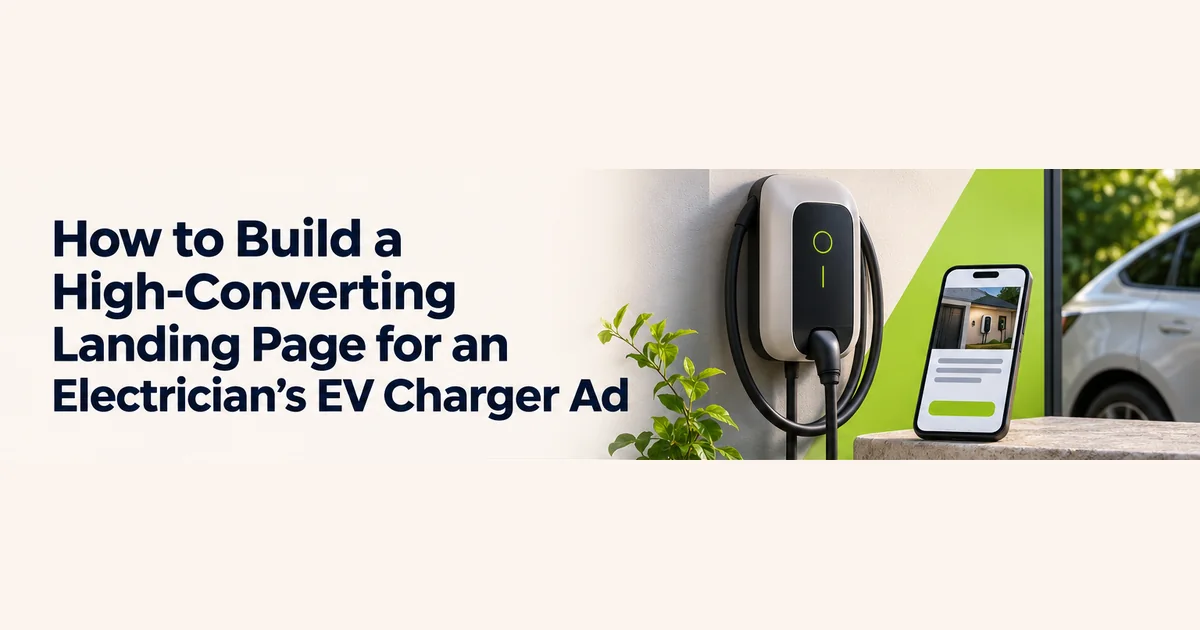 How to Build a
High-Converting
Landing Page for an
Electrician’s EV Charger Ad